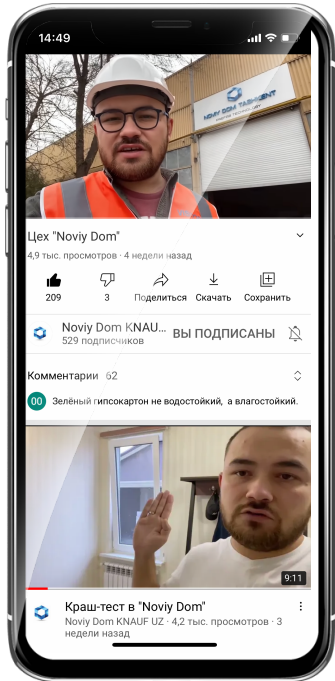 14:49
NOVIY DOM TASHKENT
Цех "Noviy Dom"
4,9 тыс. просмотров · 4 недели назад
209
3
Поделиться
Скачать
Сохранить
Noviy Dom KNAU...
ВЫ ПОДПИСАНЫ
529 подписчиков
Комментарии 62
00
Зелёный гипсокартон не водостойкий, а влагостойкий.
9:11
Краш-тест в "Noviy Dom"
Noviy Dom KNAUF UZ · 4,2 тыс. просмотров · 3
недели назад